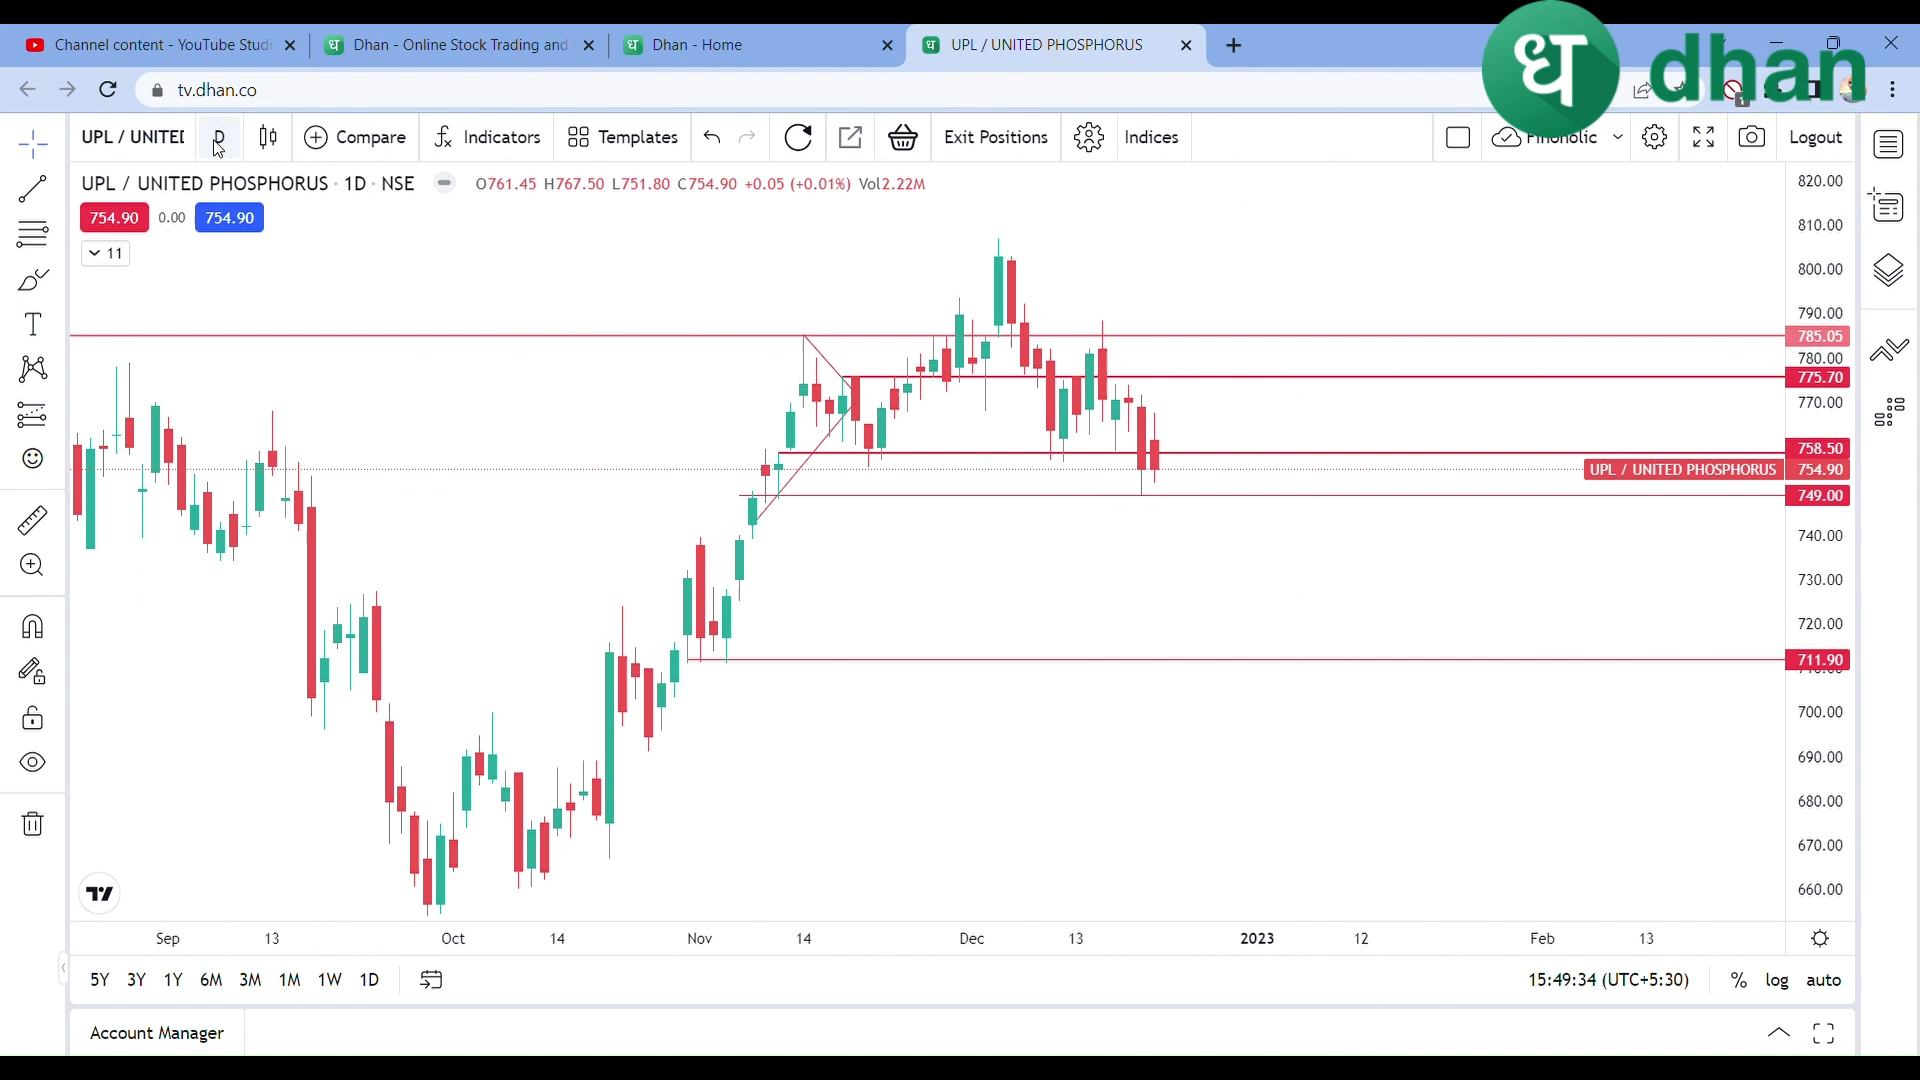 Channel content - YouTube Studi
Dhan - Online Stock Trading and
ध Dhan - Home
UPL / UNITED PHOSPHORUS
ध dhan
tv.dhan.co
UPL / UNITED D Compare Indicators Templates Exit Positions Indices Logout
UPL / UNITED PHOSPHORUS · 1D · NSE O761.45 H767.50 L751.80 C754.90 +0.05 (+0.01%) Vol2.22M
754.90 0.00 754.90
11
820.00
810.00
800.00
790.00
785.05
780.00
775.70
770.00
758.50
UPL / UNITED PHOSPHORUS 754.90
749.00
740.00
730.00
720.00
711.90
700.00
690.00
680.00
670.00
660.00
Sep 13 Oct 14 Nov 14 Dec 13 2023 12 Feb 13
5Y 3Y 1Y 6M 3M 1M 1W 1D 15:49:34 (UTC+5:30) % log auto
Account Manager